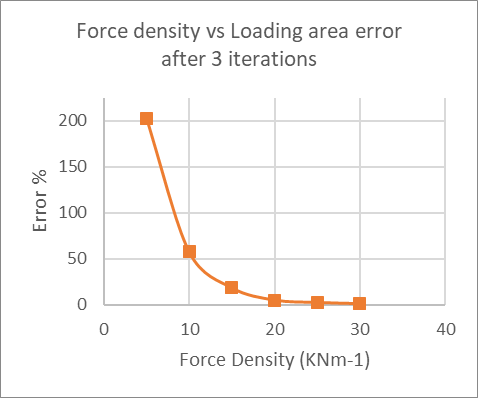 Force density vs Loading area error
after 3 iterations
200
150
100
50
0
Error %
0 10 20 30 40
Force Density (KNm-1)